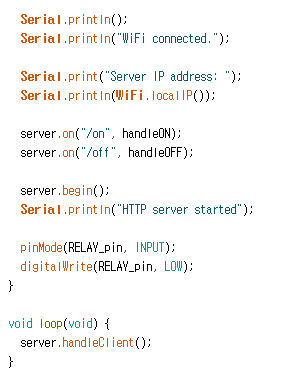 Serial.println();
Serial.println("WiFi connected.");

Serial.print("Server IP address: ");
Serial.println(WiFi.localIP());

server.on("/on", handleON);
server.on("/off", handleOFF);

server.begin();
Serial.println("HTTP server started");

pinMode(RELAY_pin, INPUT);
digitalWrite(RELAY_pin, LOW);
}

void loop(void) {
server.handleClient();
}